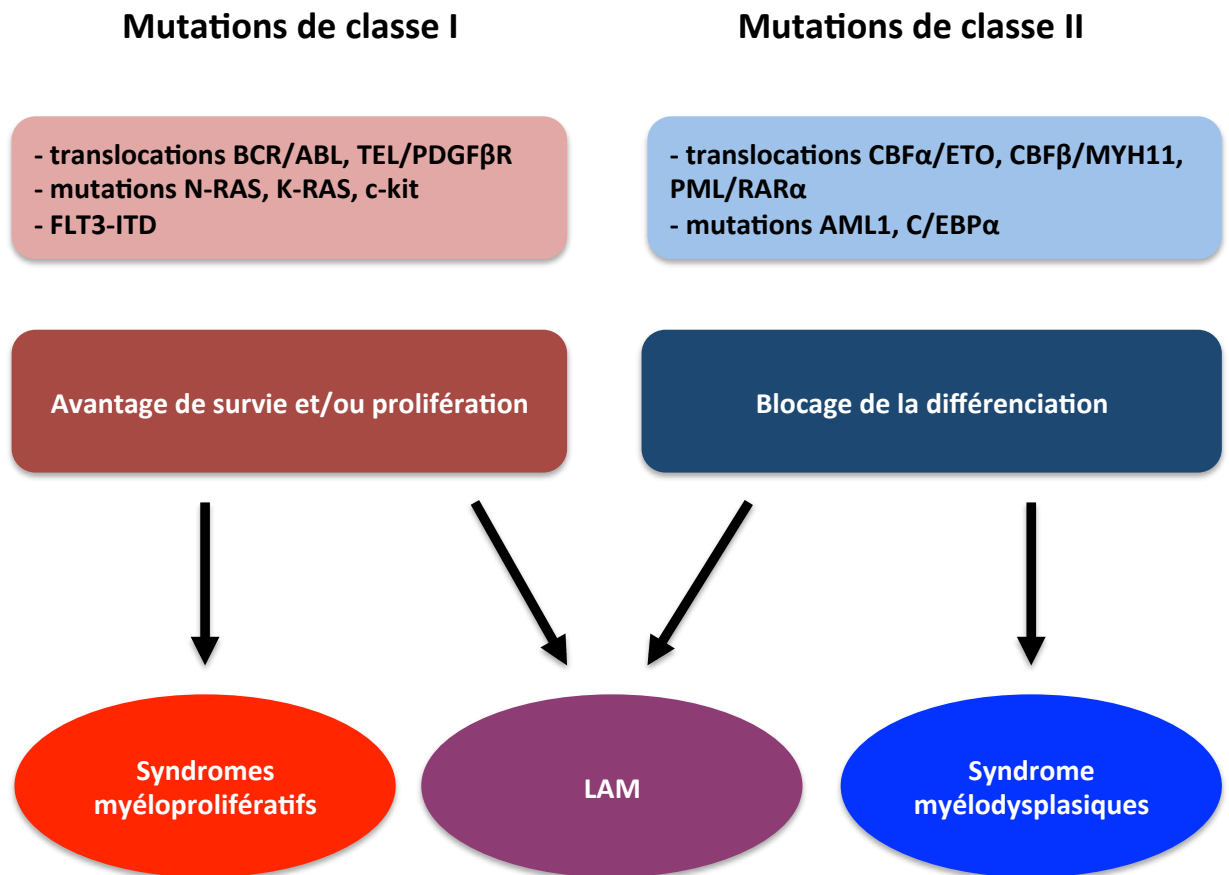 Mutations de classe I
Mutations de classe II
- translocations BCR/ABL, TEL/PDGFβR
- mutations N-RAS, K-RAS, c-kit
- FLT3-ITD
- translocations CBFα/ETO, CBFβ/MYH11,
PML/RARα
- mutations AML1, C/EBPα
Avantage de survie et/ou prolifération
Blocage de la différenciation
Syndromes
myéloprolifératifs
LAM
Syndrome
myélodysplasiques